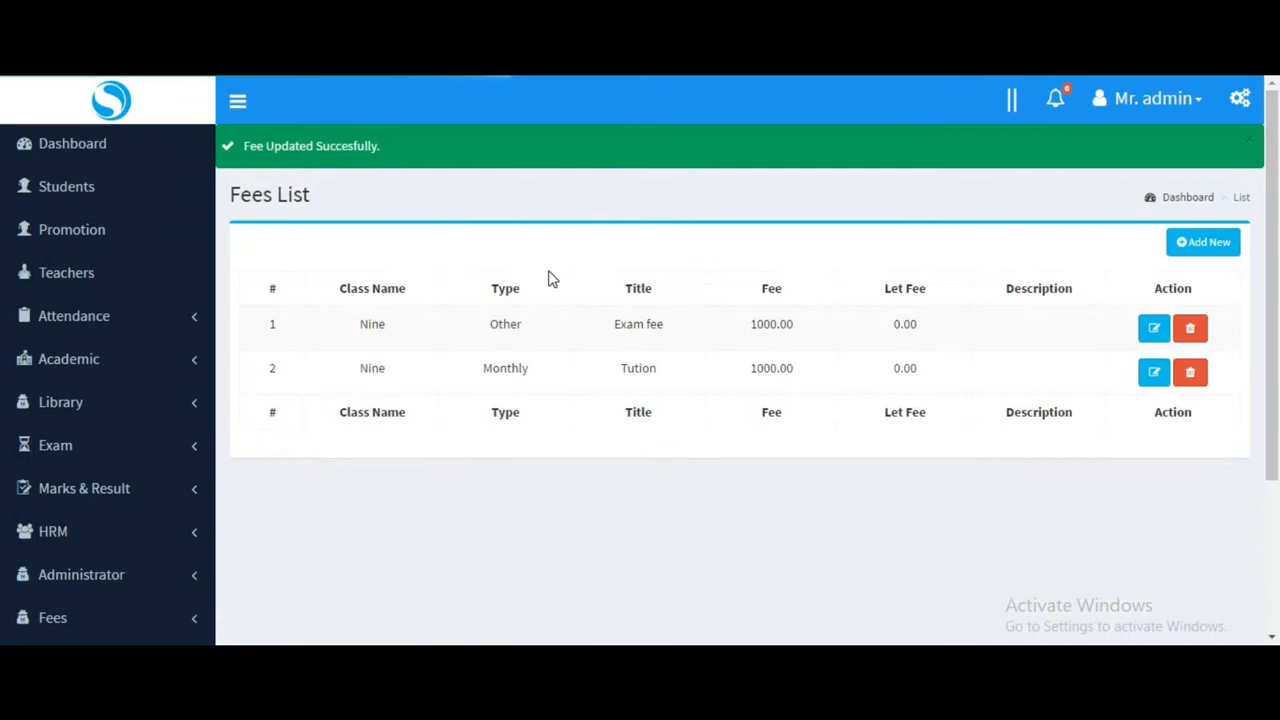 Mr. admin
Dashboard
Students
Promotion
Teachers
Attendance
Academic
Library
Exam
Marks & Result
HRM
Administrator
Fees
Fee Updated Succesfully.
Fees List
Dashboard > List
Add New
# Class Name Type Title Fee Let Fee Description Action
1 Nine Other Exam fee 1000.00 0.00
2 Nine Monthly Tution 1000.00 0.00
# Class Name Type Title Fee Let Fee Description Action
Activate Windows
Go to Settings to activate Windows.